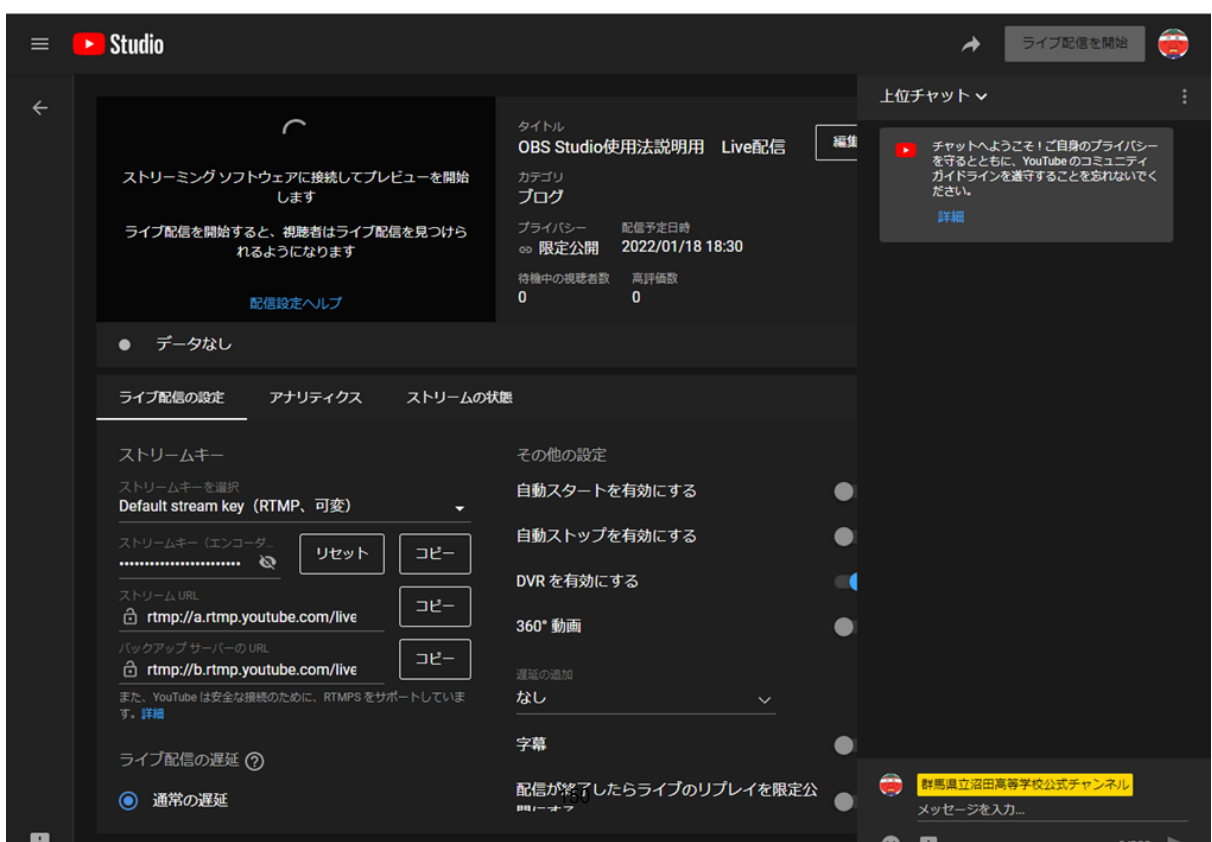 Studio
ライブ配信を開始
ストリーミング ソフトウェアに接続してプレビューを開始
します
ライブ配信を開始すると、視聴者はライブ配信を見つけら
れるようになります
配信設定ヘルプ
タイトル
OBS Studio使用法説明用　Live配信
編集
カテゴリ
ブログ
プライバシー 配信予定日時
限定公開 2022/01/18 18:30
待機中の視聴者数 高評価数
0 0
データなし
ライブ配信の設定 アナリティクス ストリームの状態
ストリームキー
ストリームキーを選択
Default stream key（RTMP、可変）
ストリームキー（エンコーダ...
リセット コピー
ストリーム URL
rtmp://a.rtmp.youtube.com/live
コピー
バックアップ サーバーの URL
rtmp://b.rtmp.youtube.com/live
コピー
また、YouTube は安全な接続のために、RTMPS をサポートしていま
す。詳細
ライブ配信の遅延
通常の遅延
その他の設定
自動スタートを有効にする
自動ストップを有効にする
DVR を有効にする
360° 動画
遅延の追加
なし
字幕
配信が終了したらライブのリプレイを限定公
開にする
150
上位チャット
チャットへようこそ！ご自身のプライバシー
を守るとともに、YouTube のコミュニティ
ガイドラインを遵守することを忘れないでく
ださい。
詳細
群馬県立沼田高等学校公式チャンネル
メッセージを入力...